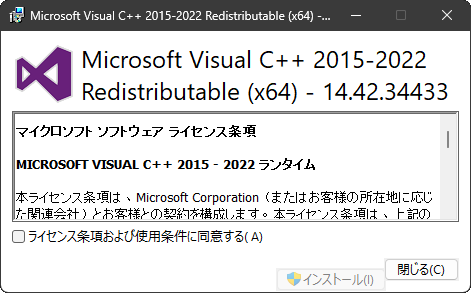 Microsoft Visual C++ 2015-2022 Redistributable (x64) -...
Microsoft Visual C++ 2015-2022
Redistributable (x64) - 14.42.34433
マイクロソフト ソフトウェア ライセンス条項
MICROSOFT VISUAL C++ 2015 - 2022 ランタイム
本ライセンス条項は、Microsoft Corporation（またはお客様の所在地に応じ
た関連会社）とお客様との契約を構成します。本ライセンス条項は、上記の
ライセンス条項および使用条件に同意する( A)
インストール(I)
閉じる(C)